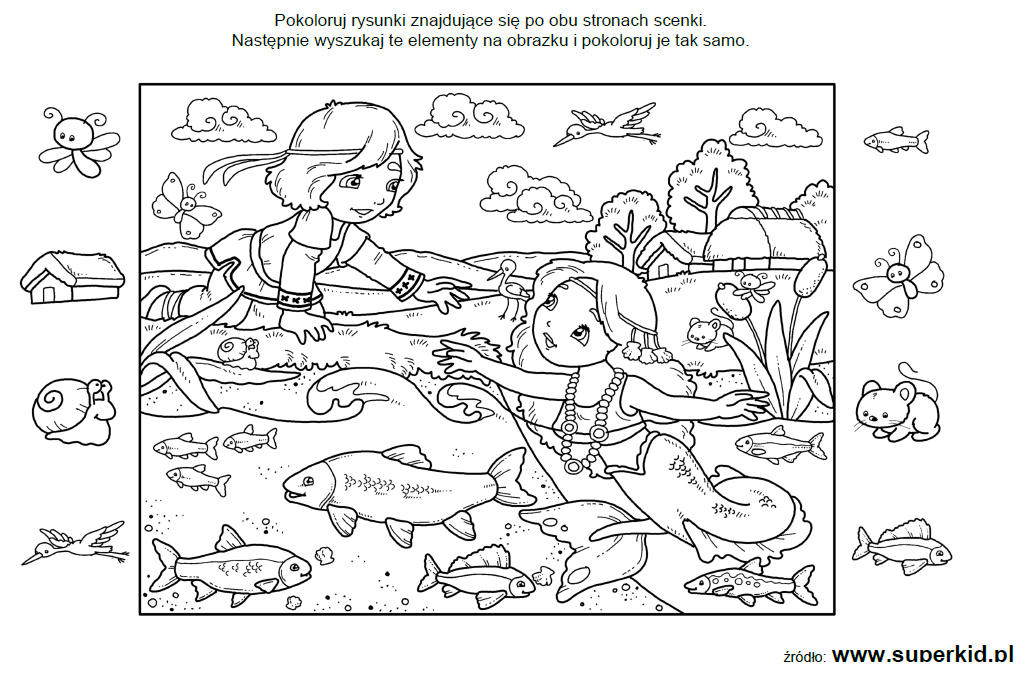 Pokoloruj rysunki znajdujące się po obu stronach scenki.
Następnie wyszukaj te elementy na obrazku i pokoloruj je tak samo.
źródło: www.superkid.pl